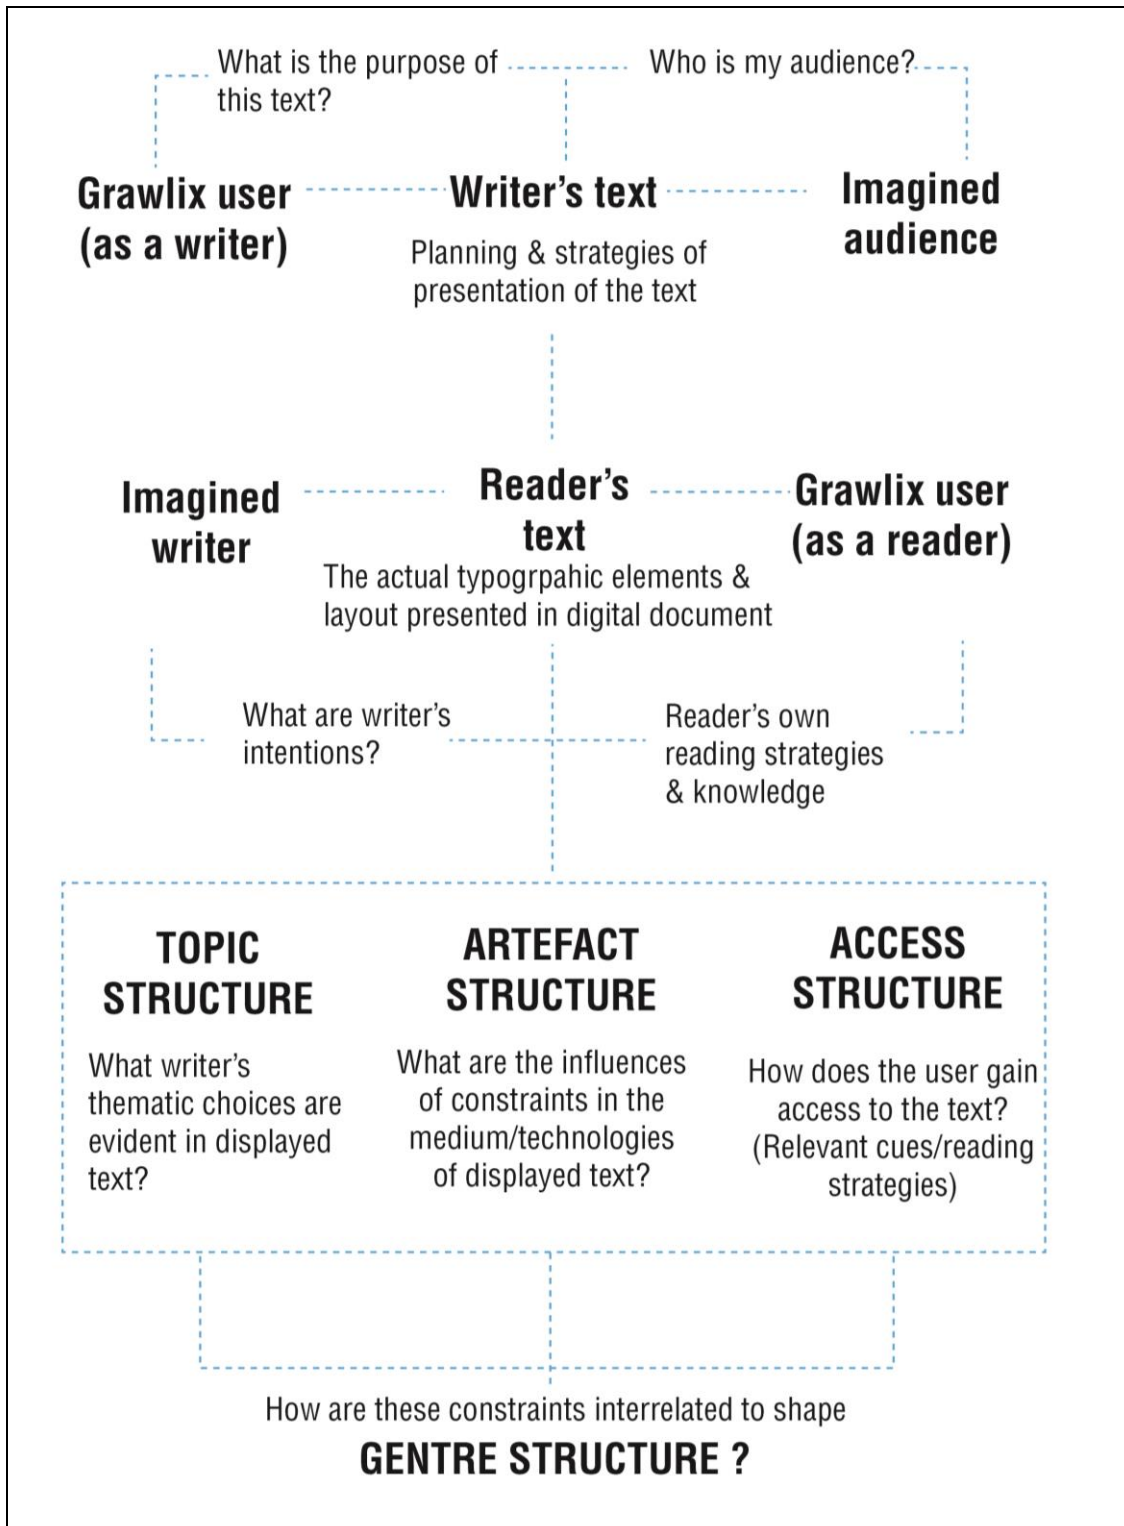 What is the purpose of
this text?
Who is my audience?
Grawlix user
(as a writer)
Writer's text
Planning & strategies of
presentation of the text
Imagined
audience
Imagined
writer
Reader's
text
The actual typogrpahic elements &
layout presented in digital document
Grawlix user
(as a reader)
What are writer's
intentions?
Reader's own
reading strategies
& knowledge
TOPIC
STRUCTURE
What writer's
thematic choices are
evident in displayed
text?
ARTEFACT
STRUCTURE
What are the influences
of constraints in the
medium/technologies
of displayed text?
ACCESS
STRUCTURE
How does the user gain
access to the text?
(Relevant cues/reading
strategies)
How are these constraints interrelated to shape
GENTRE STRUCTURE ?